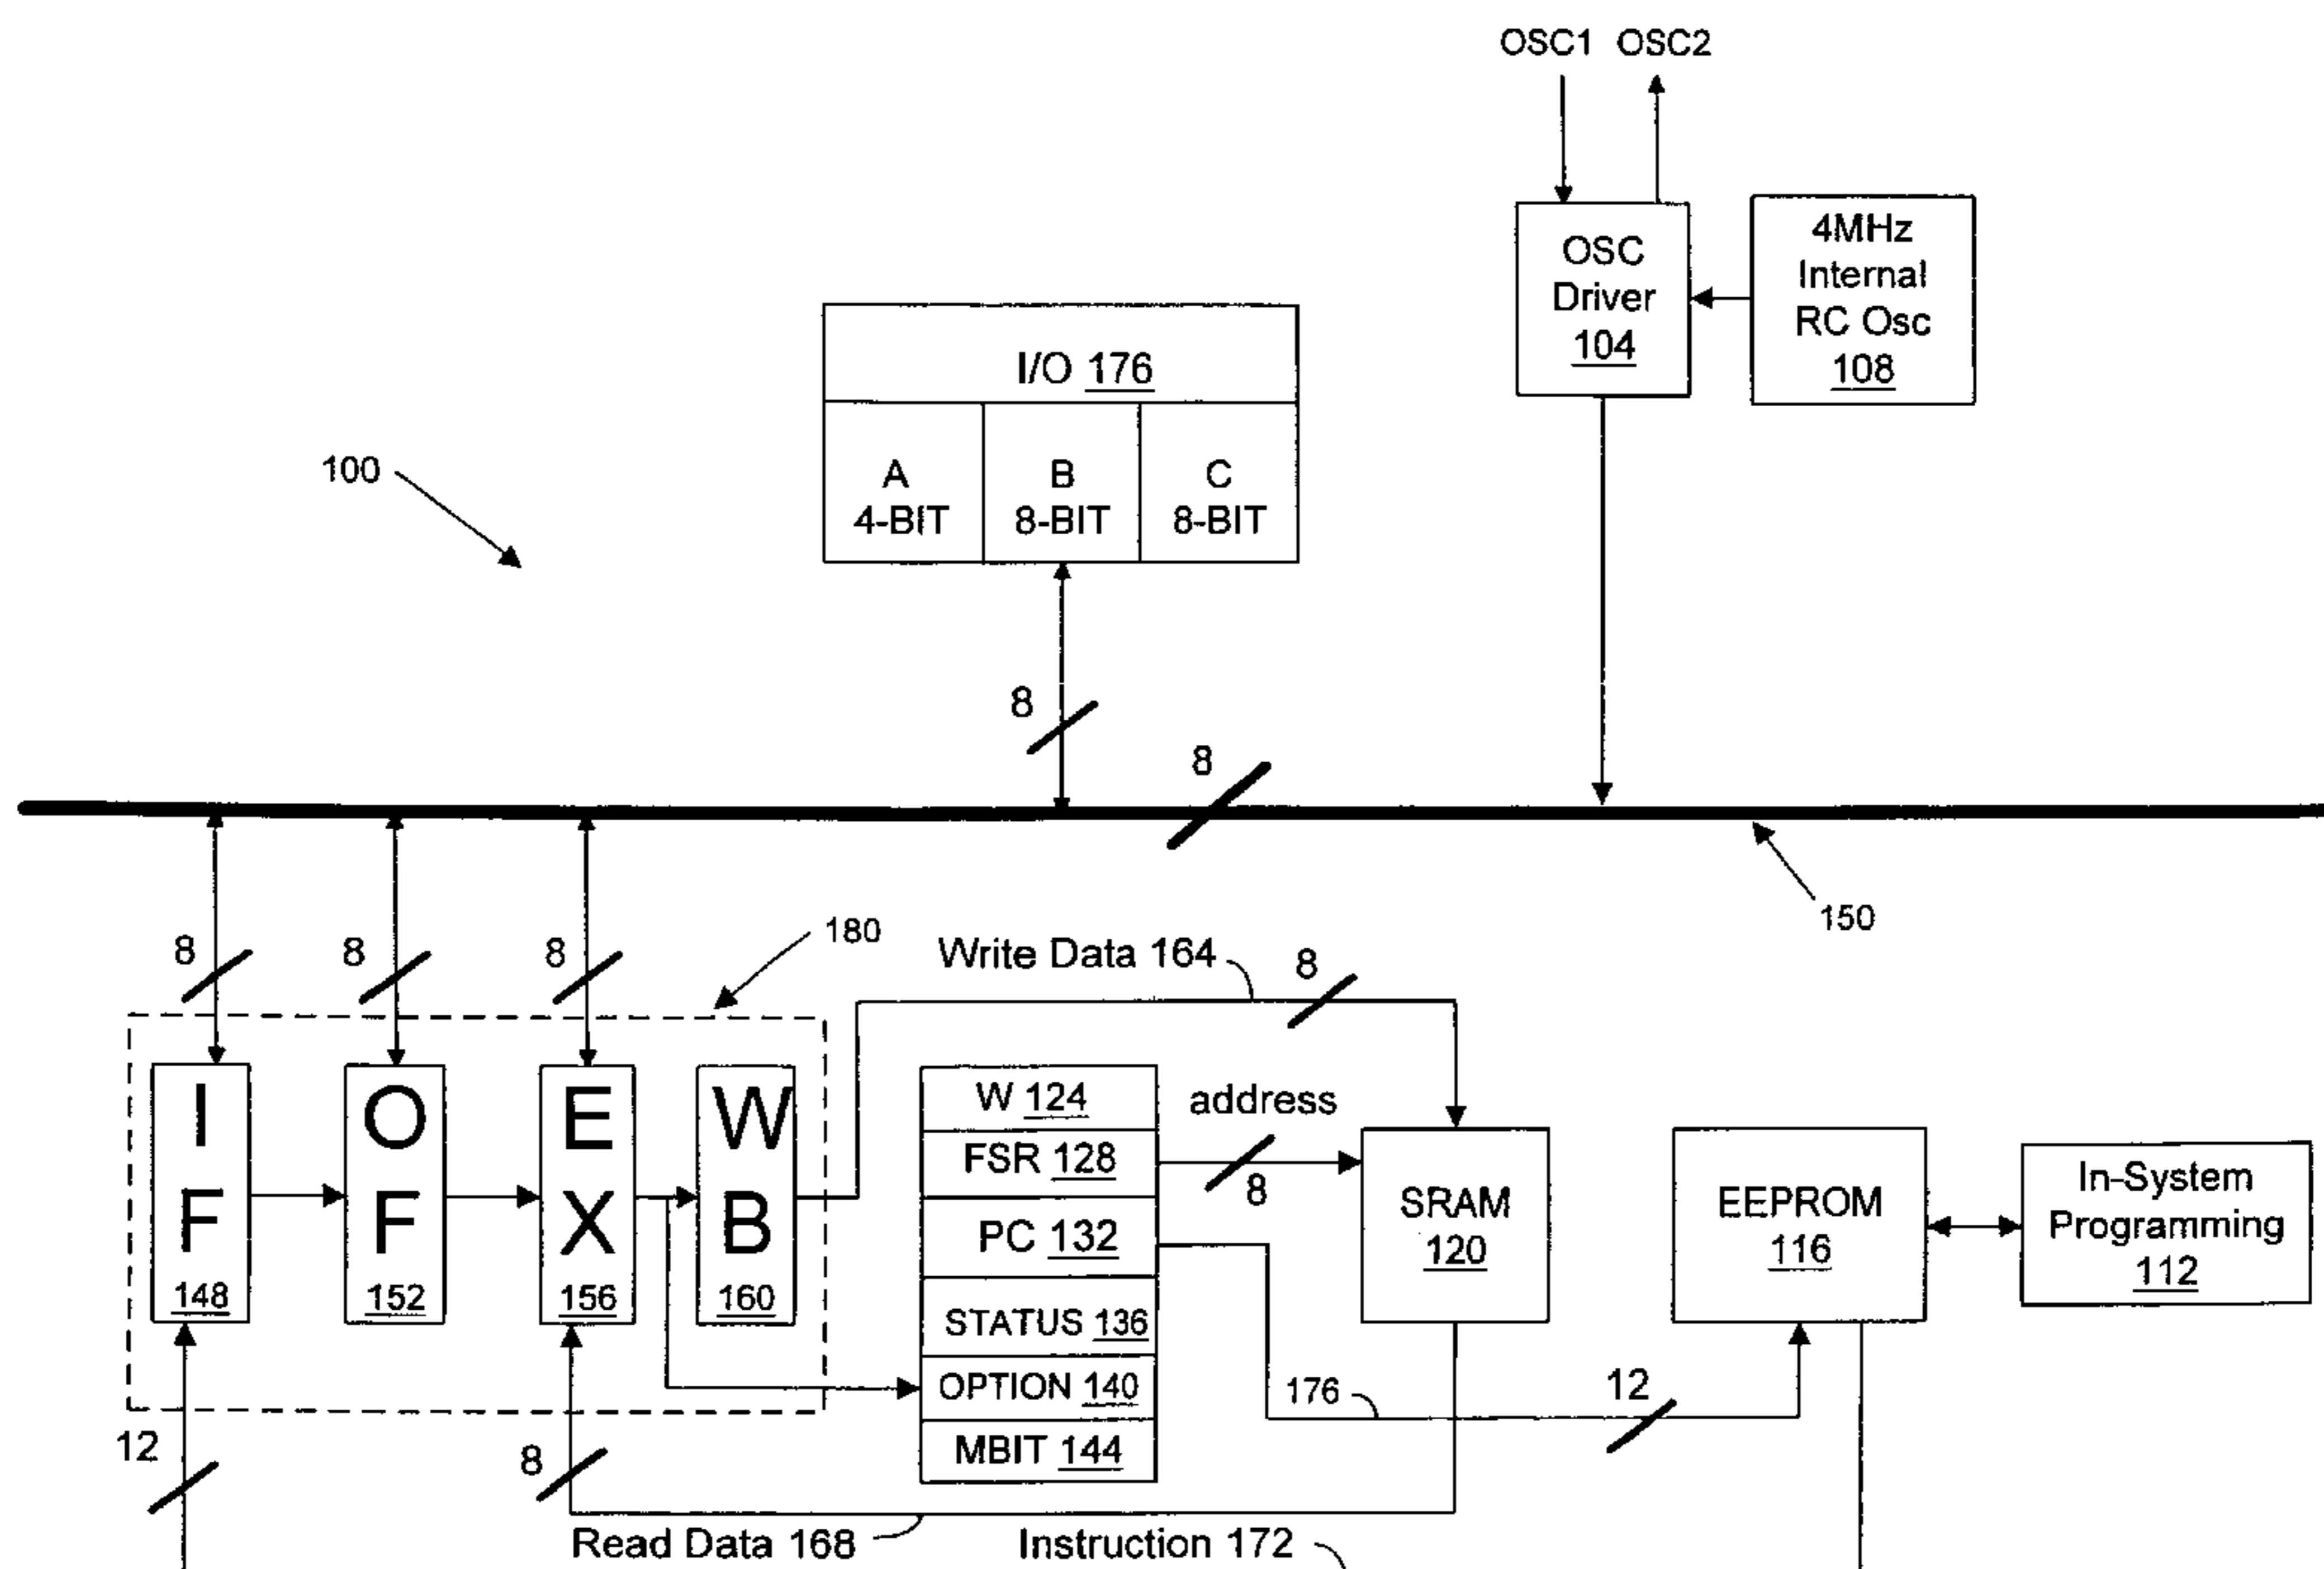 OSC1 OSC2
OSC
Driver
104
4MHz
Internal
RC Osc
108
I/O 176
A
4-BIT
B
8-BIT
C
8-BIT
100
8
8
150
8
8
8
180
Write Data 164
8
I
F
148
O
F
152
E
X
156
W
B
160
W 124
FSR 128
PC 132
STATUS 136
OPTION 140
MBIT 144
address
8
SRAM
120
EEPROM
116
In-System
Programming
112
176
12
12
8
Read Data 168
Instruction 172